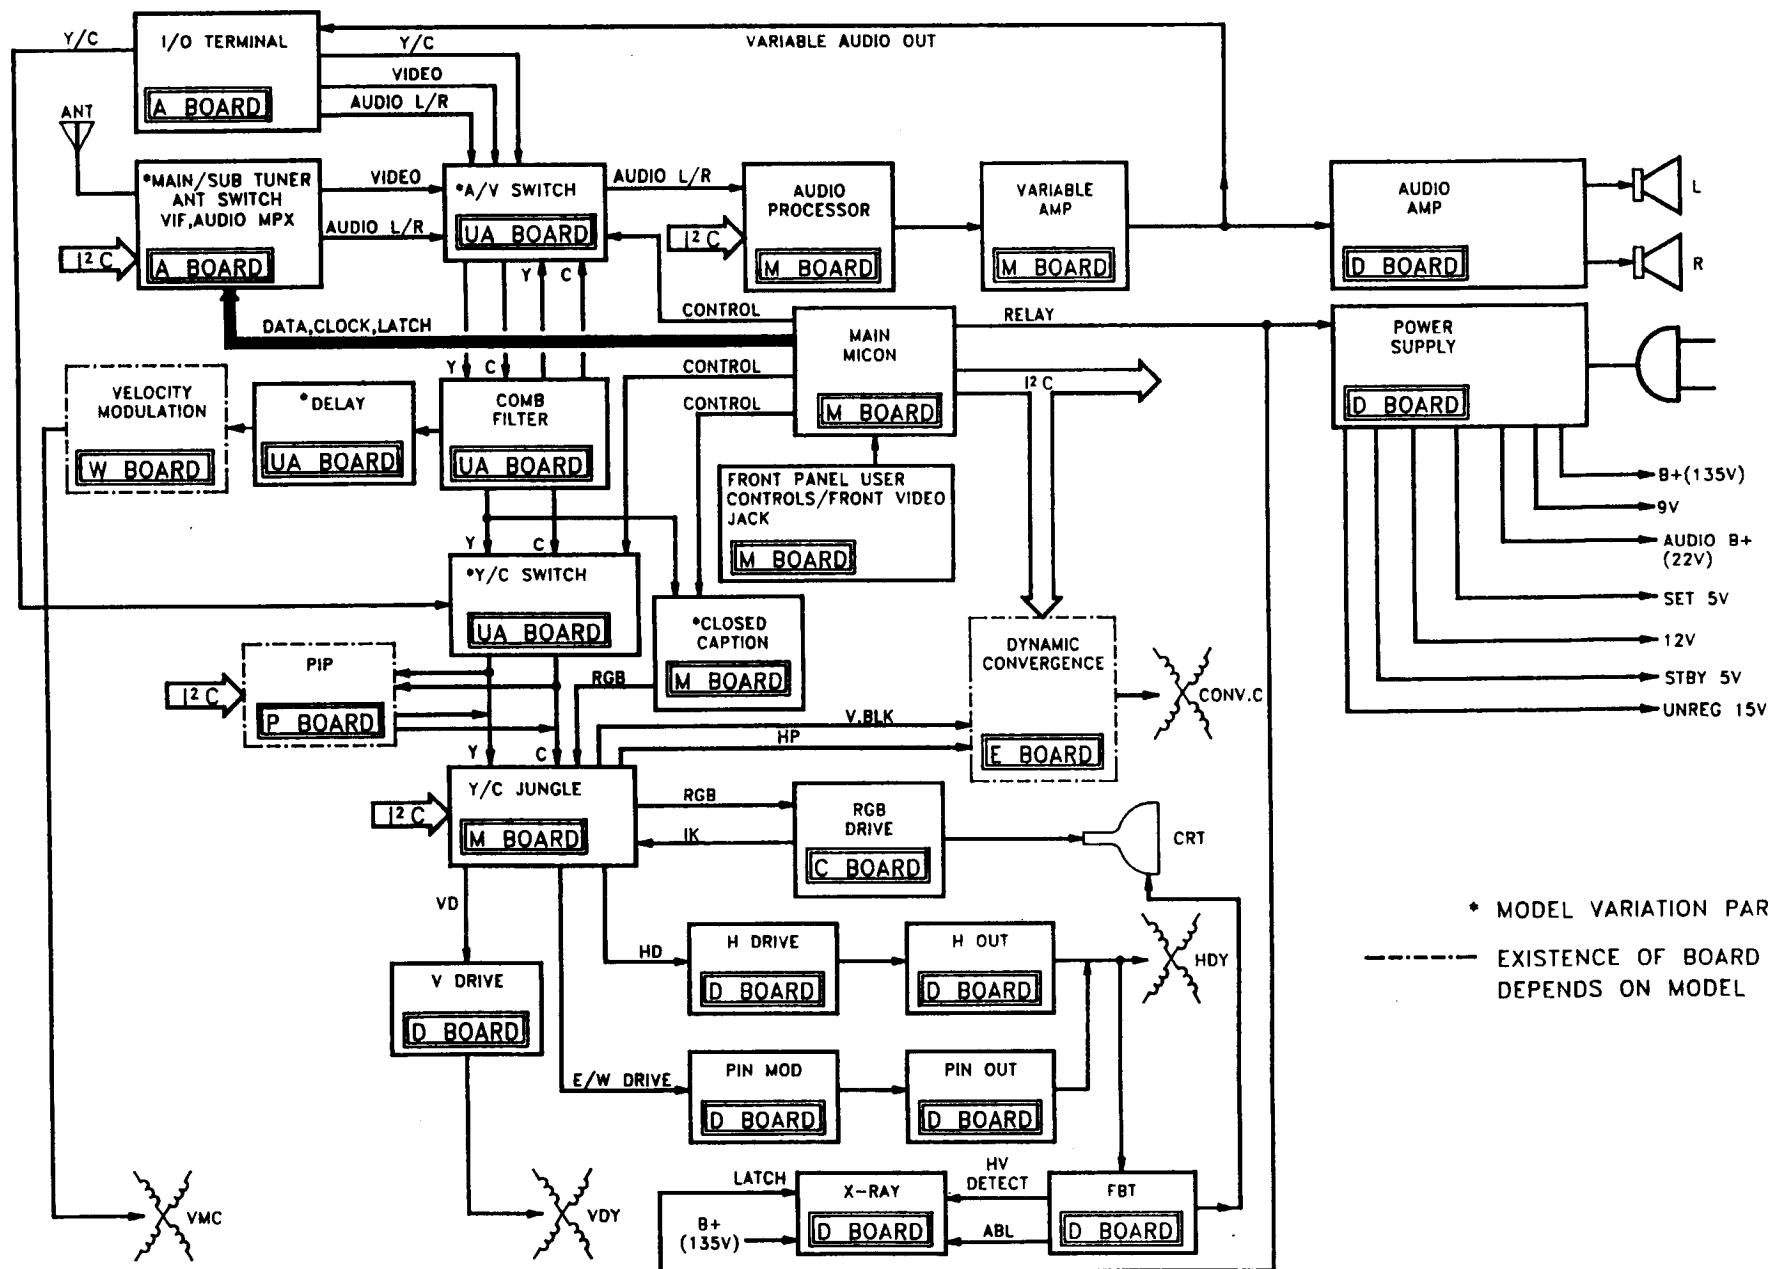 Y/C
I/O TERMINAL
A BOARD
Y/C
VIDEO
AUDIO L/R
VARIABLE AUDIO OUT
ANT
*MAIN/SUB TUNER
ANT SWITCH
VIF,AUDIO MPX
A BOARD
I²C
VIDEO
AUDIO L/R
*A/V SWITCH
UA BOARD
AUDIO L/R
I²C
AUDIO
PROCESSOR
M BOARD
VARIABLE
AMP
M BOARD
AUDIO
AMP
D BOARD
L
R
Y
C
DATA,CLOCK,LATCH
CONTROL
CONTROL
CONTROL
MAIN
MICON
M BOARD
RELAY
I²C
POWER
SUPPLY
D BOARD
B+(135V)
9V
AUDIO B+
(22V)
SET 5V
12V
STBY 5V
UNREG 15V
VELOCITY
MODULATION
W BOARD
*DELAY
UA BOARD
Y
C
COMB
FILTER
UA BOARD
FRONT PANEL USER
CONTROLS/FRONT VIDEO
JACK
M BOARD
Y
C
*Y/C SWITCH
UA BOARD
*CLOSED
CAPTION
M BOARD
RGB
I²C
PIP
P BOARD
Y
C
V.BLK
HP
DYNAMIC
CONVERGENCE
E BOARD
CONV.C
I²C
Y/C JUNGLE
M BOARD
RGB
IK
RGB
DRIVE
C BOARD
CRT
VD
V DRIVE
D BOARD
HD
H DRIVE
D BOARD
H OUT
D BOARD
HDY
E/W DRIVE
PIN MOD
D BOARD
PIN OUT
D BOARD
* MODEL VARIATION PAR
EXISTENCE OF BOARD
DEPENDS ON MODEL
VMC
VDY
LATCH
B+
(135V)
X-RAY
D BOARD
HV
DETECT
ABL
FBT
D BOARD